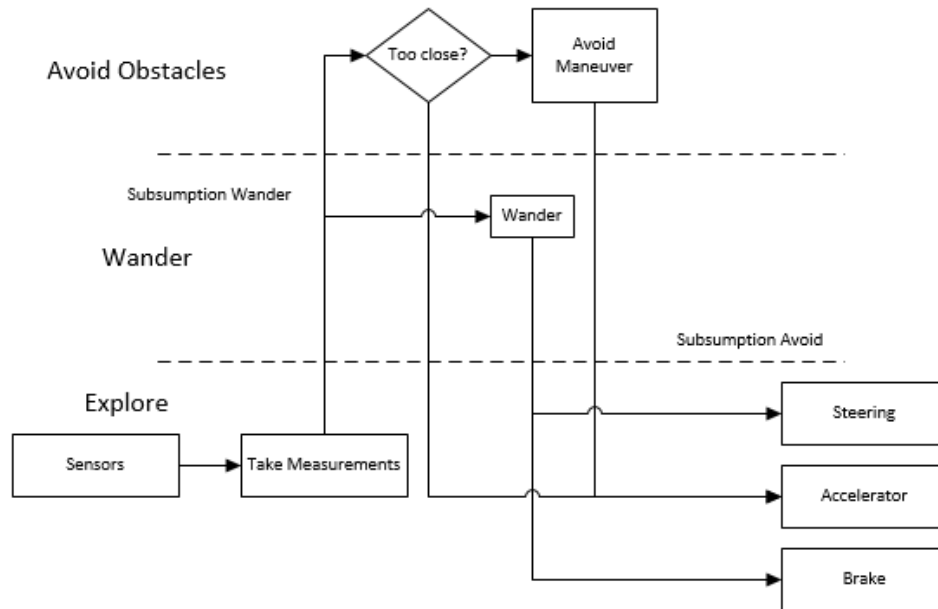 Too close?
Avoid
Maneuver
Avoid Obstacles
Subsumption Wander
Wander
Wander
Subsumption Avoid
Explore
Steering
Sensors
Take Measurements
Accelerator
Brake